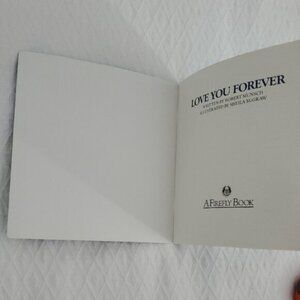 LOVE YOU FOREVER
WRITTEN BY ROBERT MUNSCH
ILLUSTRATED BY SHEILA McGRAW
A FIREFLY BOOK